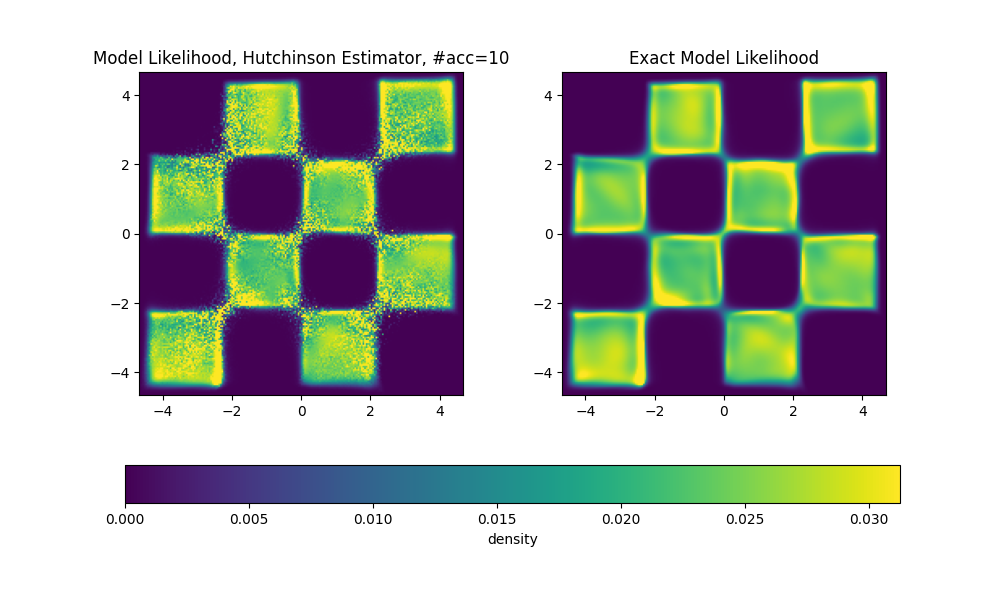 Model Likelihood, Hutchinson Estimator, #acc=10
Exact Model Likelihood
4
2
0
−2
−4
−4 −2 0 2 4
4
2
0
−2
−4
−4 −2 0 2 4
0.000 0.005 0.010 0.015 0.020 0.025 0.030
density